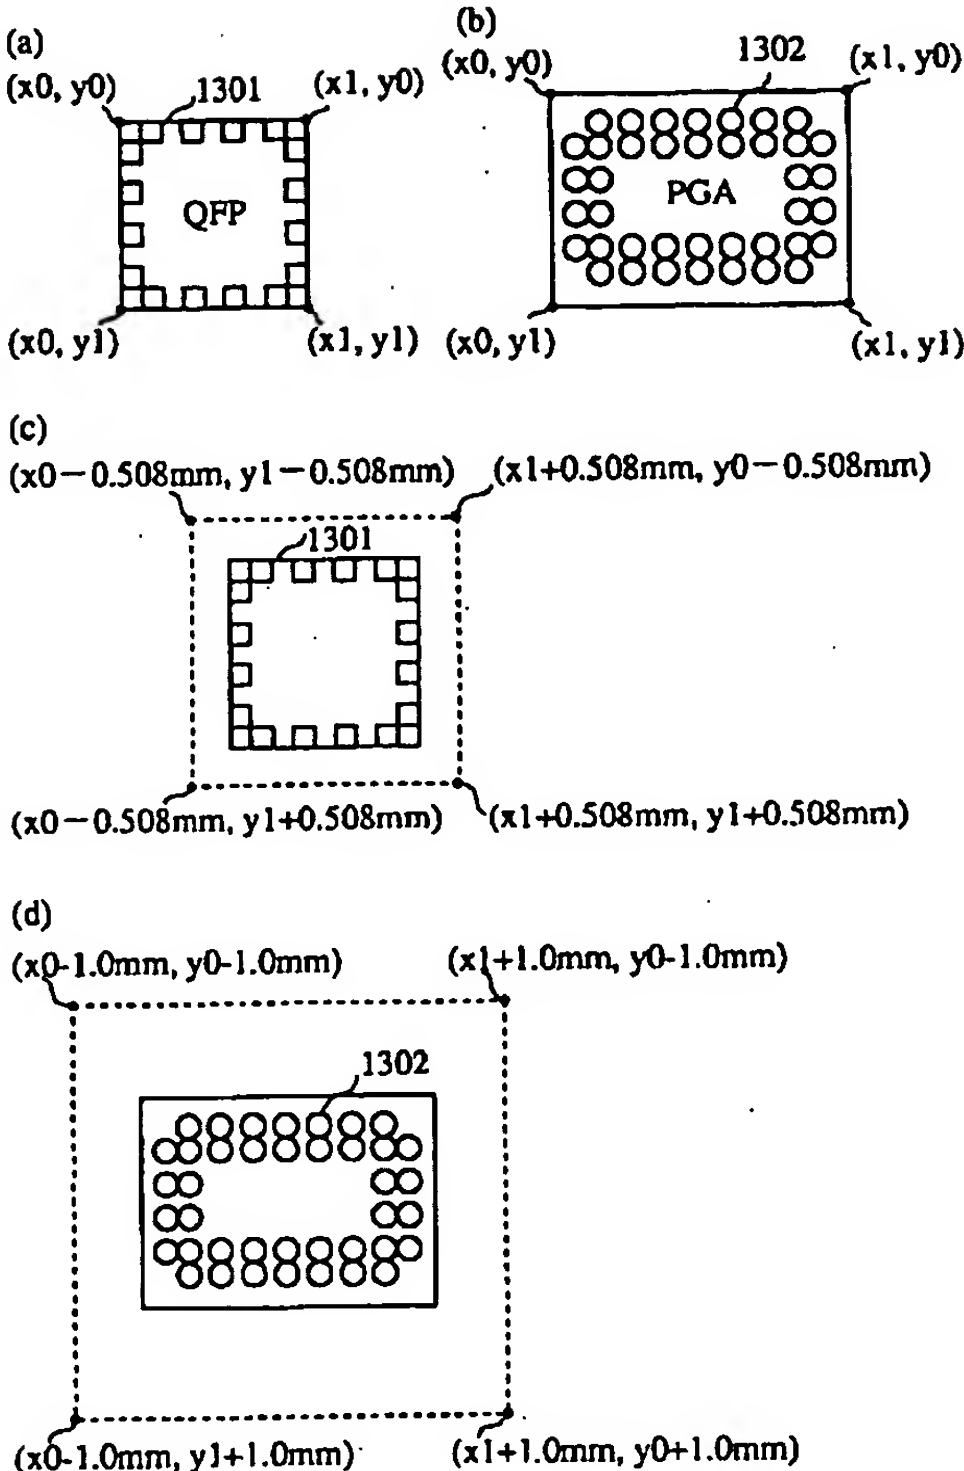 (a)
(x0, y0)
1301
(x1, y0)
QFP
(x0, y1)
(x1, y1)
(b)
(x0, y0)
1302
(x1, y0)
PGA
(x0, y1)
(x1, y1)
(c)
(x0－0.508mm, y1－0.508mm)
(x1+0.508mm, y0－0.508mm)
1301
(x0－0.508mm, y1+0.508mm)
(x1+0.508mm, y1+0.508mm)
(d)
(x0-1.0mm, y0-1.0mm)
(x1+1.0mm, y0-1.0mm)
1302
(x0-1.0mm, y1+1.0mm)
(x1+1.0mm, y0+1.0mm)